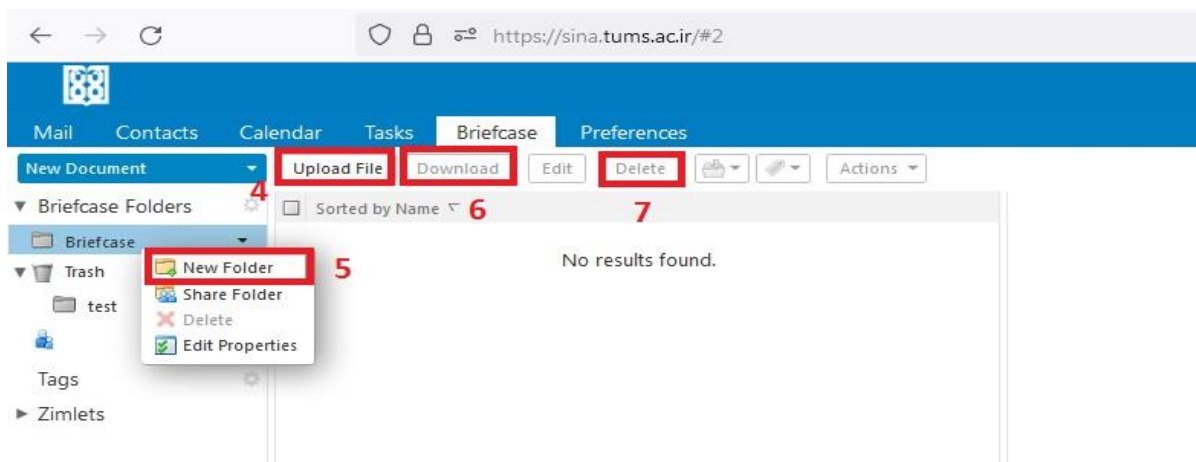 https://sina.tums.ac.ir/#2
Mail Contacts Calendar Tasks Briefcase Preferences
New Document Upload File Download Edit Delete Actions
4
Briefcase Folders Sorted by Name 6 7
Briefcase No results found.
Trash New Folder 5
test Share Folder
Delete
Edit Properties
Tags
Zimlets